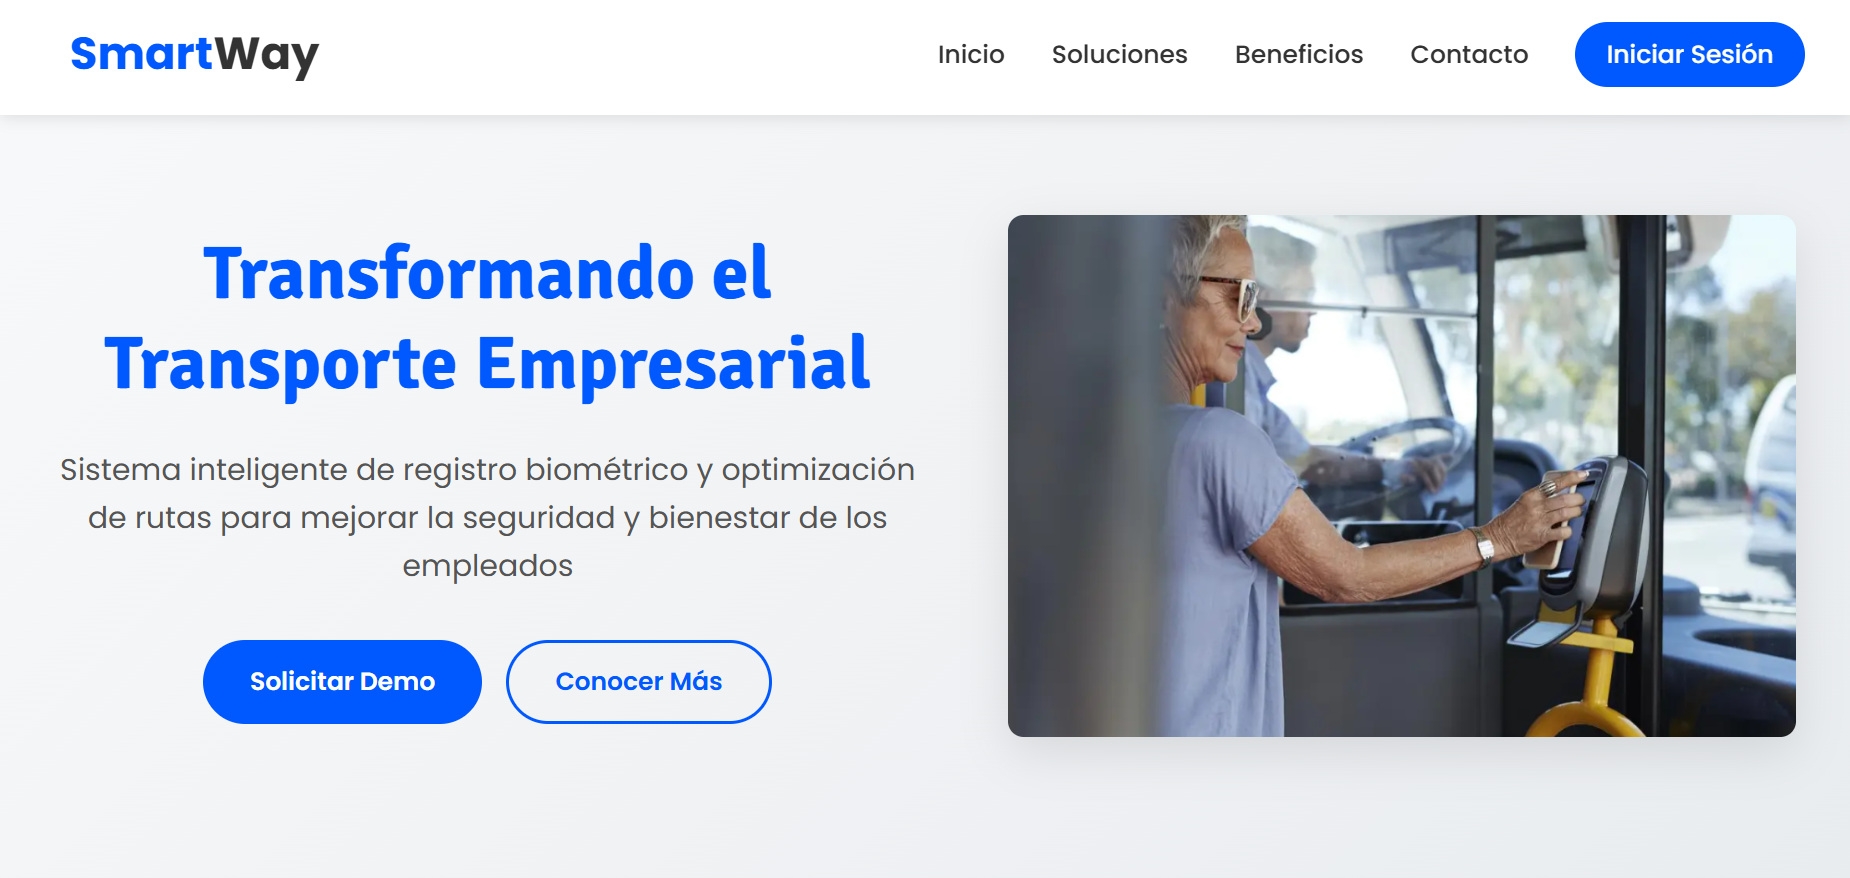 SmartWay
Inicio
Soluciones
Beneficios
Contacto
Iniciar Sesión
Transformando el
Transporte Empresarial
Sistema inteligente de registro biométrico y optimización
de rutas para mejorar la seguridad y bienestar de los
empleados
Solicitar Demo
Conocer Más